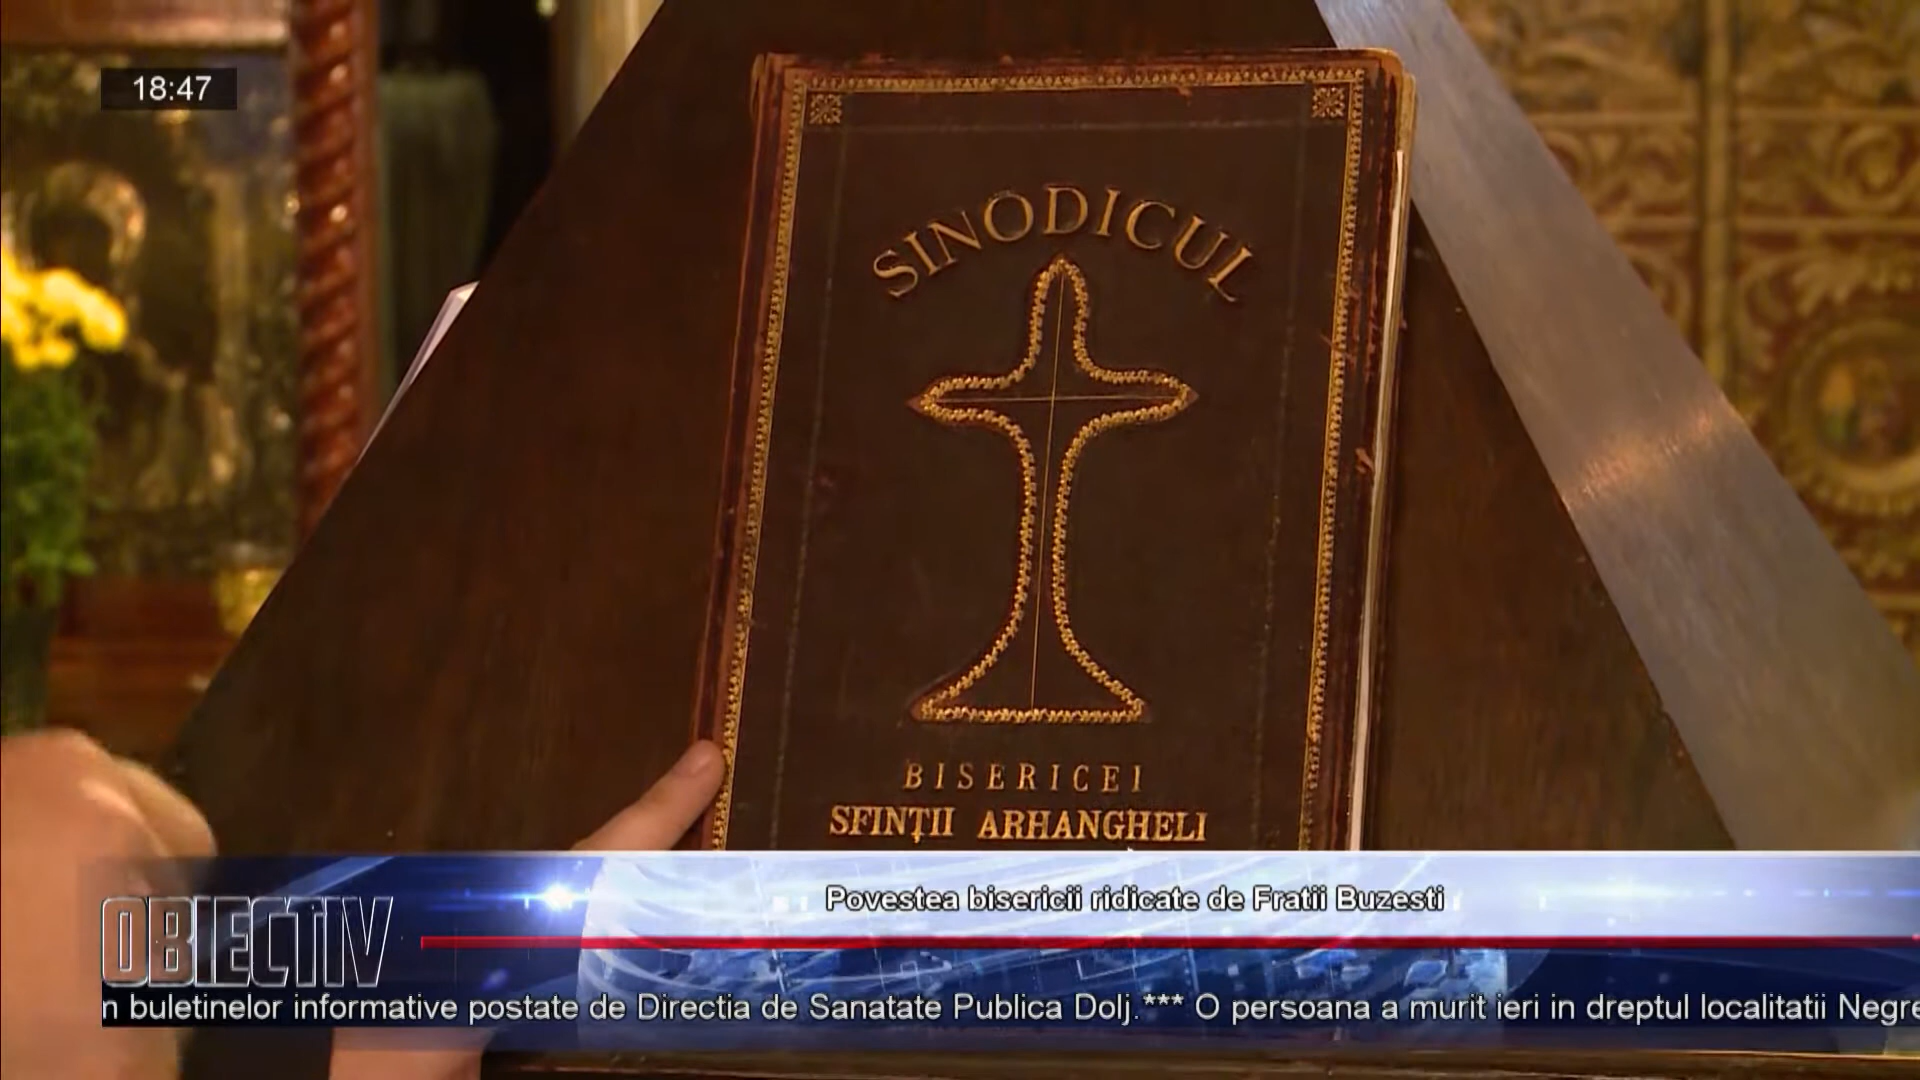 18:47
SINODICUL
BISERICEI
SFINȚII ARHANGHELI
Povestea bisericii ridicate de Fratii Buzesti
OBIECTIV
buletinelor informative postate de Directia de Sanatate Publica Dolj.*** O persoana a murit ieri in dreptul localitatii